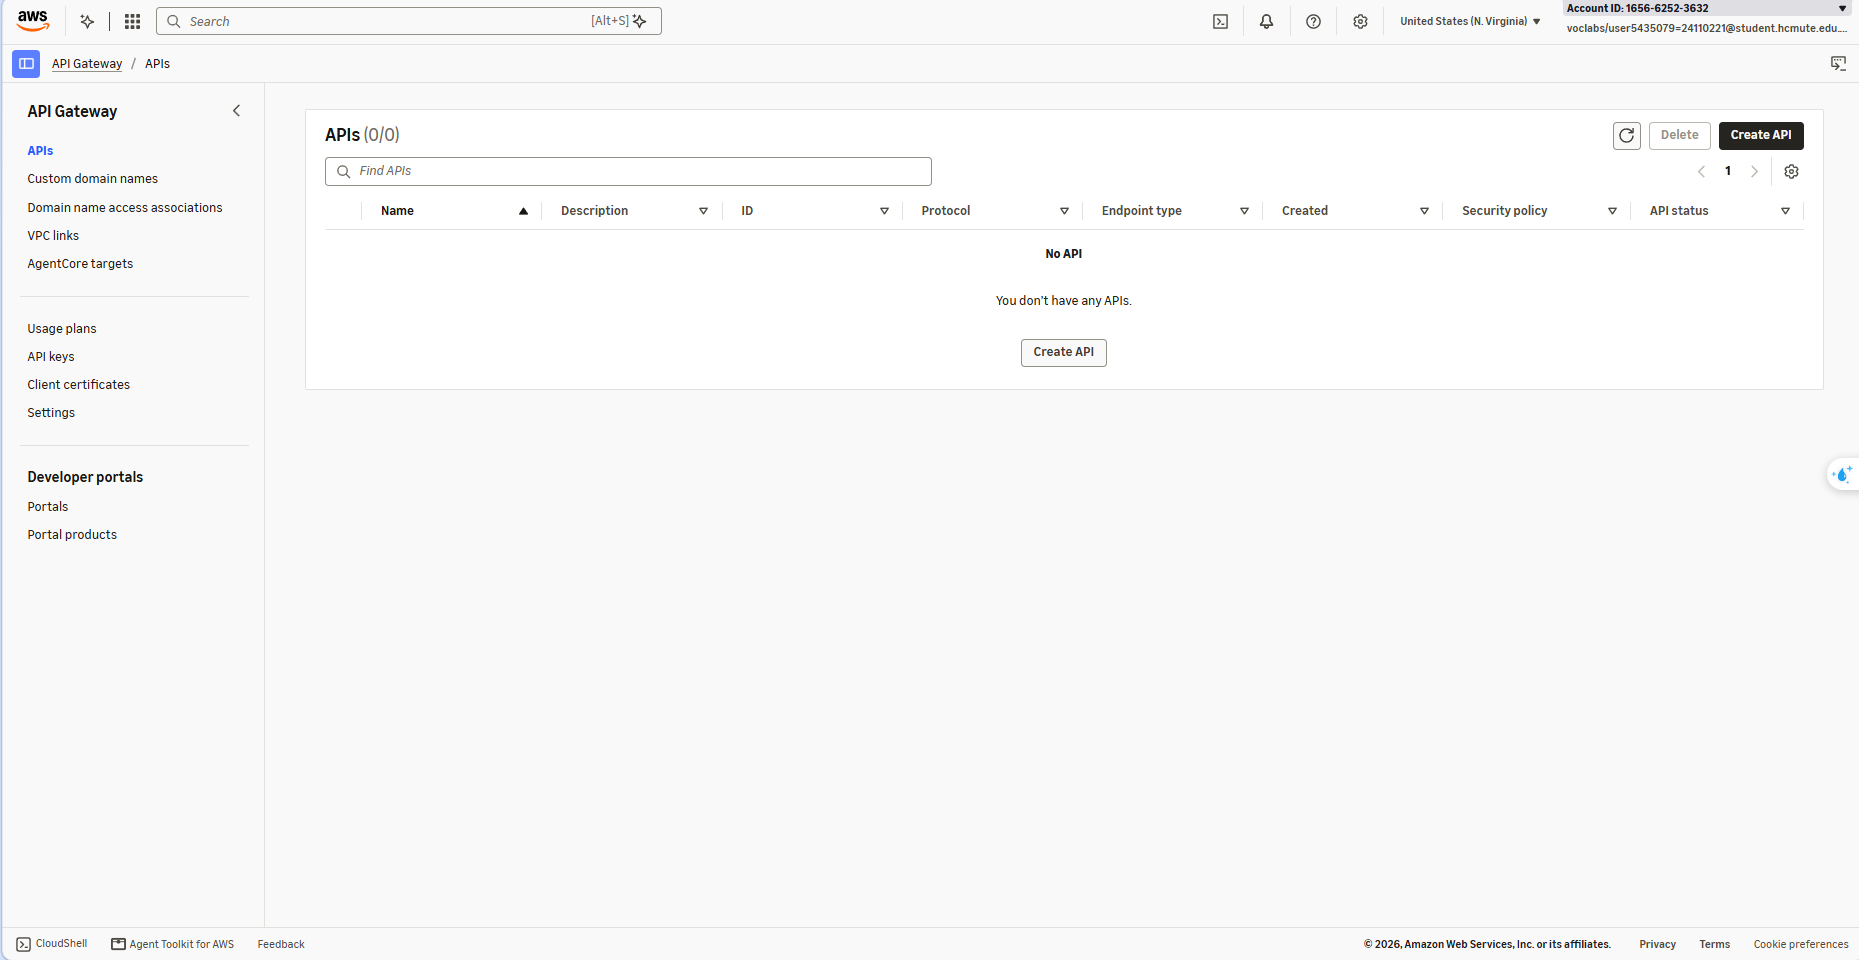 aws
Search [Alt+S]
United States (N. Virginia)
Account ID: 1656-6252-3632
voclabs/user5435079=24110221@student.hcmute.edu....
API Gateway / APIs
API Gateway
APIs
Custom domain names
Domain name access associations
VPC links
AgentCore targets
Usage plans
API keys
Client certificates
Settings
Developer portals
Portals
Portal products
APIs (0/0)
Delete
Create API
Find APIs
1
Name Description ID Protocol Endpoint type Created Security policy API status
No API
You don't have any APIs.
Create API
CloudShell Agent Toolkit for AWS Feedback
© 2026, Amazon Web Services, Inc. or its affiliates. Privacy Terms Cookie preferences